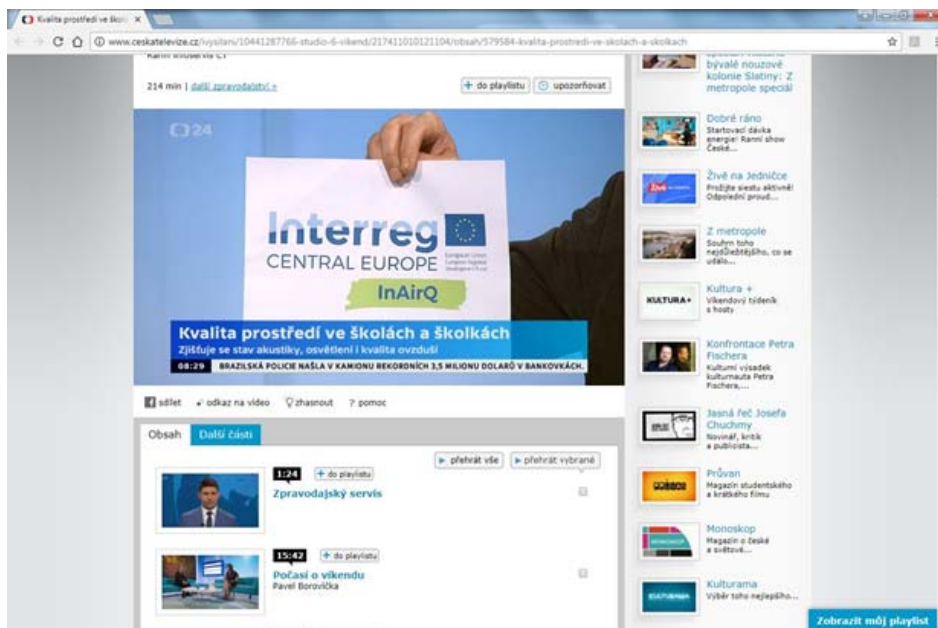 Kvalita prostředí ve škol
www.ceskatelevize.cz/ivysilani/10441287766-studio-6-vikend/217411010121104/obsah/579584-kvalita-prostredi-ve-skolach-a-skolkach
214 min | další zpravodajství »
+ do playlistu
upozorňovat
24
Interreg
CENTRAL EUROPE
European Union
European Regional
Development Fund
InAirQ
Kvalita prostředí ve školách a školkách
Zjišťuje se stav akustiky, osvětlení i kvalita ovzduší
08:29 BRAZILSKÁ POLICIE NAŠLA V KAMIONU REKORDNÍCH 3,5 MILIONU DOLARŮ V BANKOVKÁCH.
sdílet
odkaz na video
zhasnout
? pomoc
Obsah
Další části
přehrát vše
přehrát vybrané
1:24
+ do playlistu
Zpravodajský servis
15:42
+ do playlistu
Počasí o víkendu
Pavel Borovička
bývalé nouzové
kolonie Slatiny: Z
metropole speciál
Dobré ráno
Startovací dávka
energie! Ranní show
České...
Živě na Jedničce
Prožijte siestu aktivně!
Odpolední proud...
Z metropole
Souhrn toho
nejdůležitějšího, co se
událo...
KULTURA+
Kultura +
Víkendový týdeník
s hosty
Konfrontace Petra
Fischera
Kulturní výsadek
kulturnauta Petra
Fischera,...
Jasná řeč Josefa
Chuchmy
Novinář, kritik
a publicista...
Průvan
Magazín studentského
a krátkého filmu
Monoskop
Magazín o české
a světové...
Kulturama
Výběr toho nejlepšího...
Zobrazit můj playlist